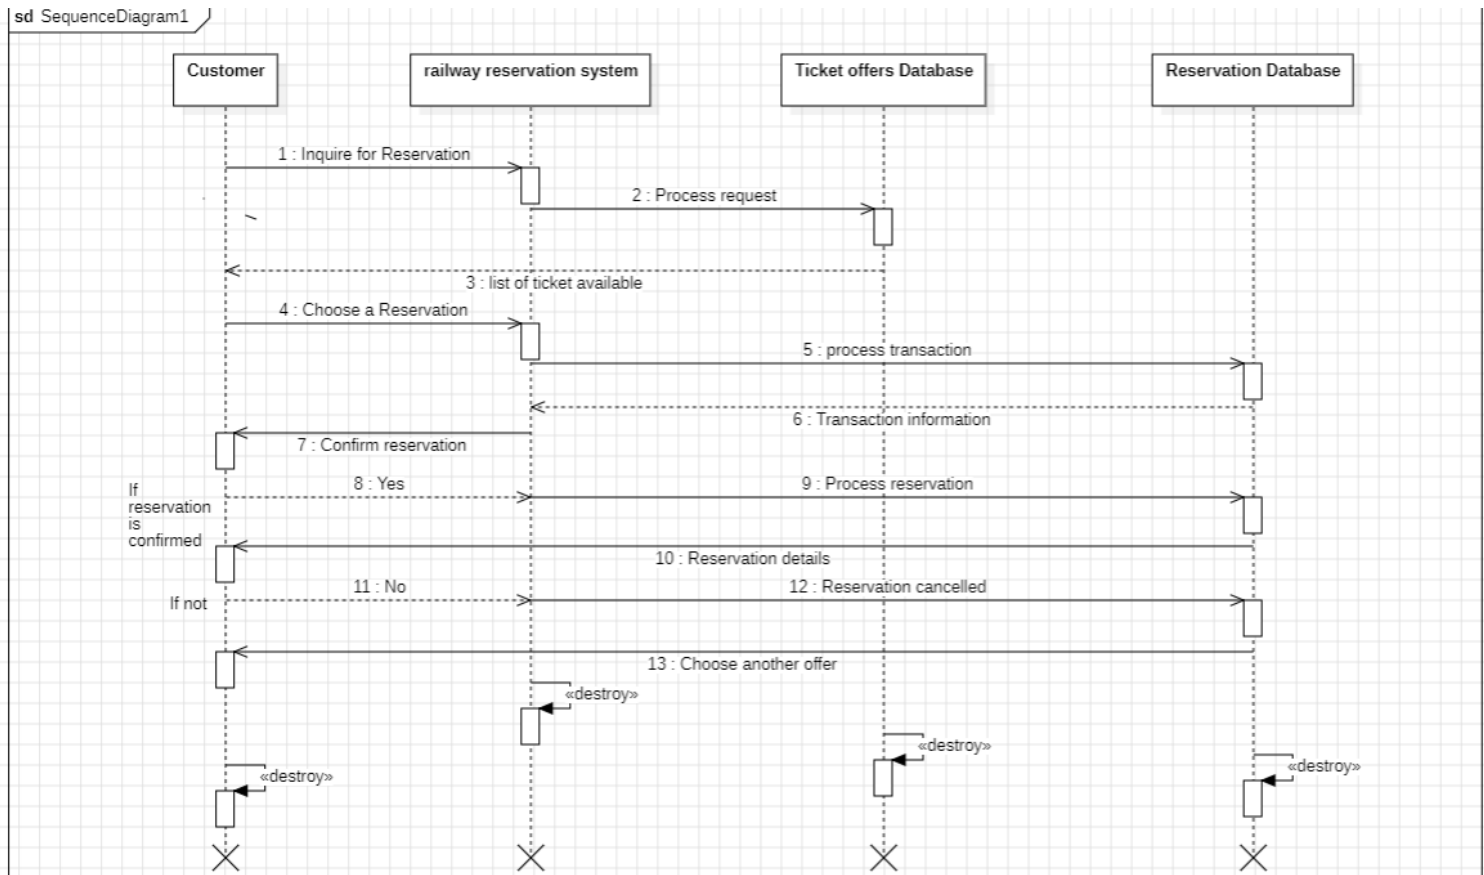 sd SequenceDiagram1
Customer
railway reservation system
Ticket offers Database
Reservation Database
1 : Inquire for Reservation
2 : Process request
3 : list of ticket available
4 : Choose a Reservation
5 : process transaction
6 : Transaction information
7 : Confirm reservation
8 : Yes
9 : Process reservation
If
reservation
is
confirmed
10 : Reservation details
11 : No
12 : Reservation cancelled
If not
13 : Choose another offer
«destroy»
«destroy»
«destroy»
«destroy»